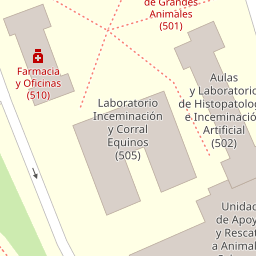 de Grandes
Animales
(501)
Farmacia
y Oficinas
(510)
Laboratorio
Inceminación
y Corral
Equinos
(505)
Aulas
y Laboratorio
de Histopatolog
e Inceminació
Artificial
(502)
Unidad
de Apoy
y Rescat
a Animal